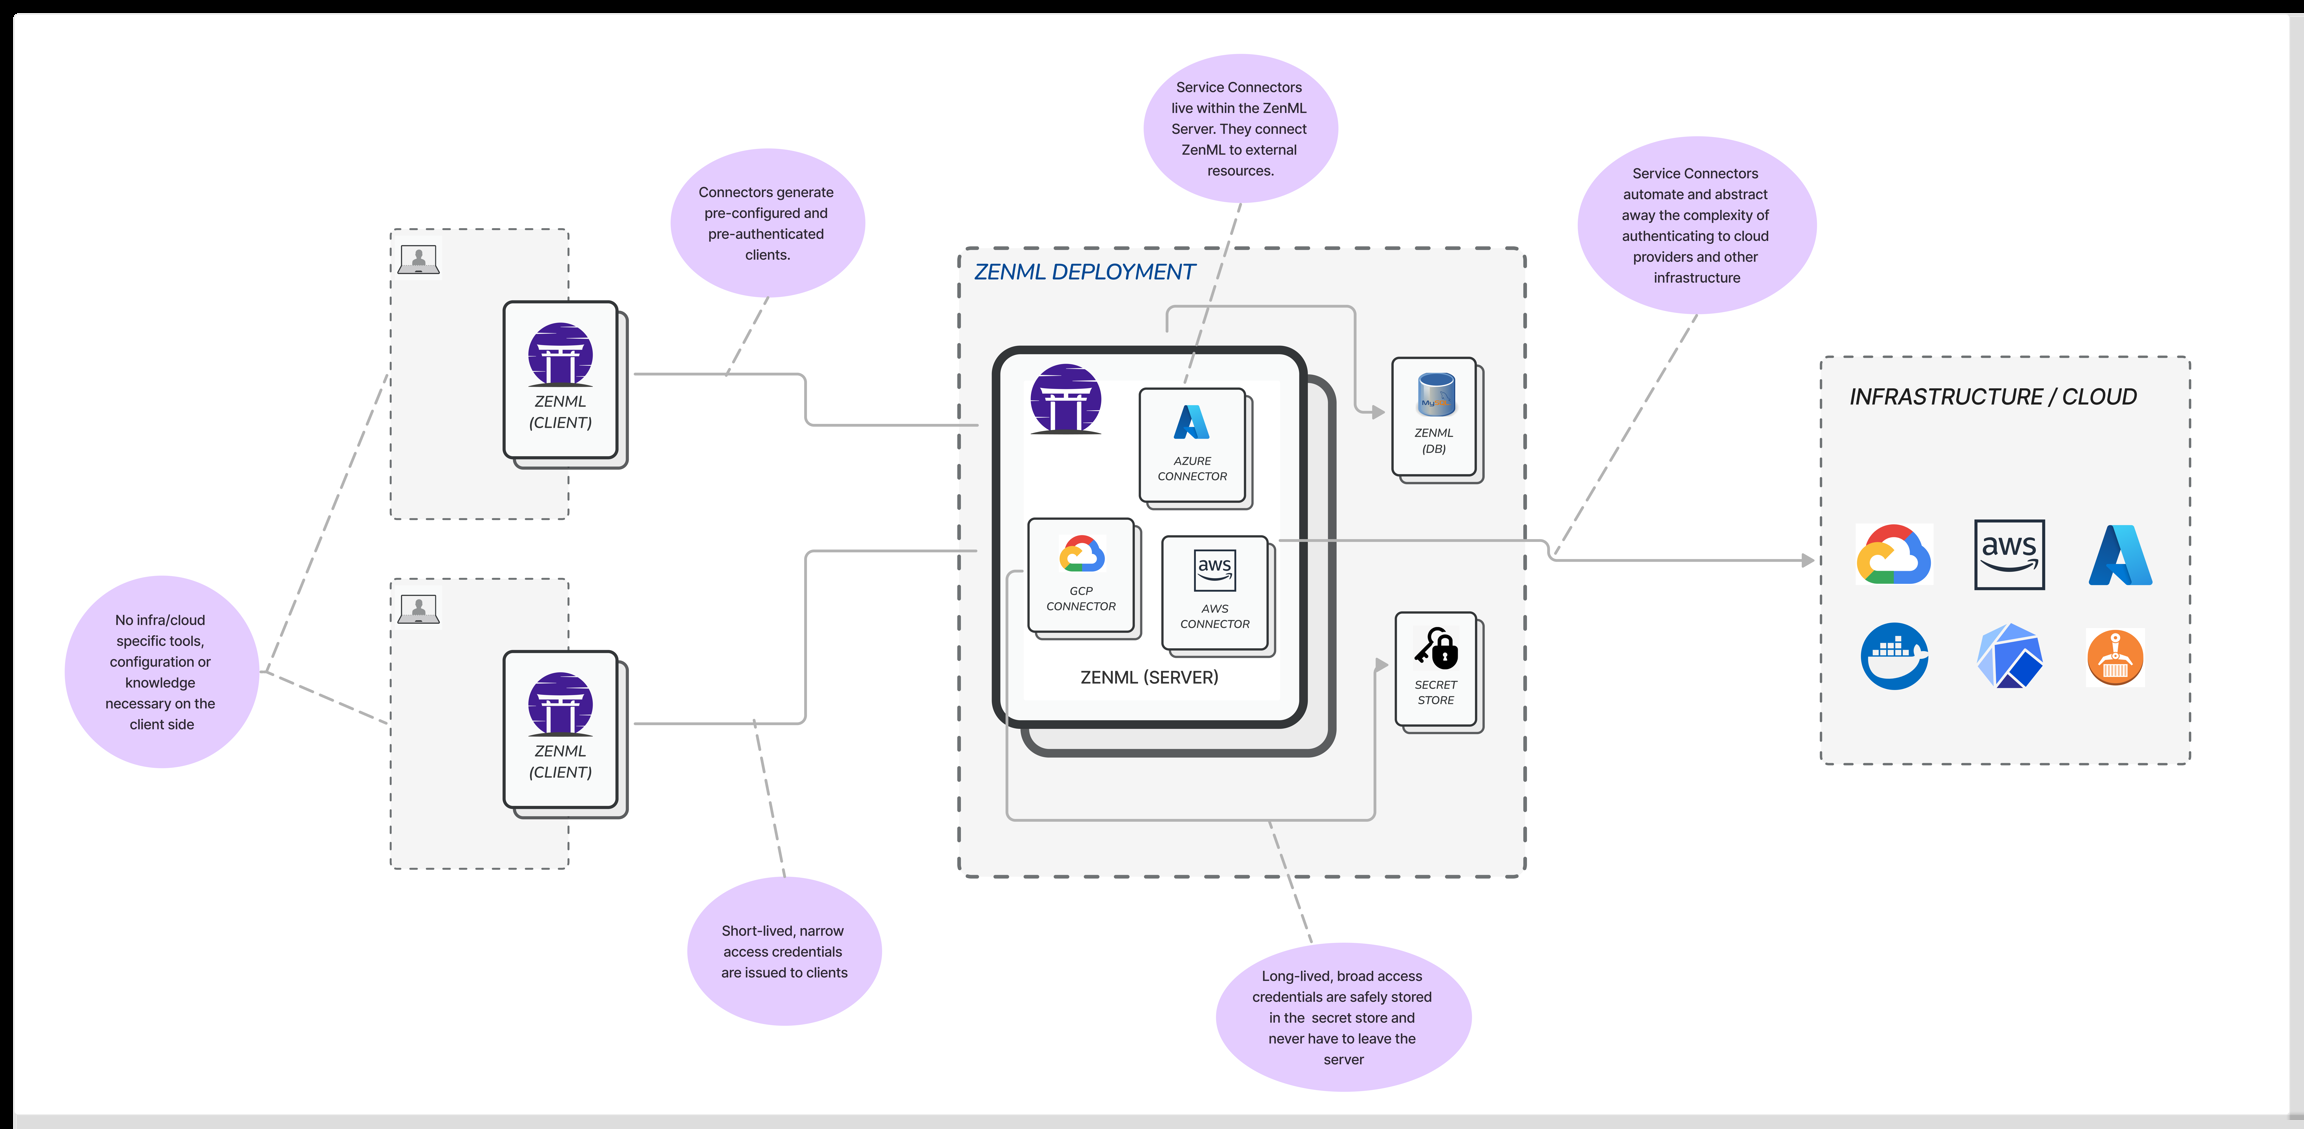 Service Connectors
live within the ZenML
Server. They connect
ZenML to external
resources.
Connectors generate
pre-configured and
pre-authenticated
clients.
Service Connectors
automate and abstract
away the complexity of
authenticating to cloud
providers and other
infrastructure
ZENML DEPLOYMENT
ZENML
(CLIENT)
AZURE
CONNECTOR
MySQL
ZENML
(DB)
INFRASTRUCTURE / CLOUD
GCP
CONNECTOR
aws
AWS
CONNECTOR
ZENML (SERVER)
SECRET
STORE
aws
No infra/cloud
specific tools,
configuration or
knowledge
necessary on the
client side
ZENML
(CLIENT)
Short-lived, narrow
access credentials
are issued to clients
Long-lived, broad access
credentials are safely stored
in the  secret store and
never have to leave the
server